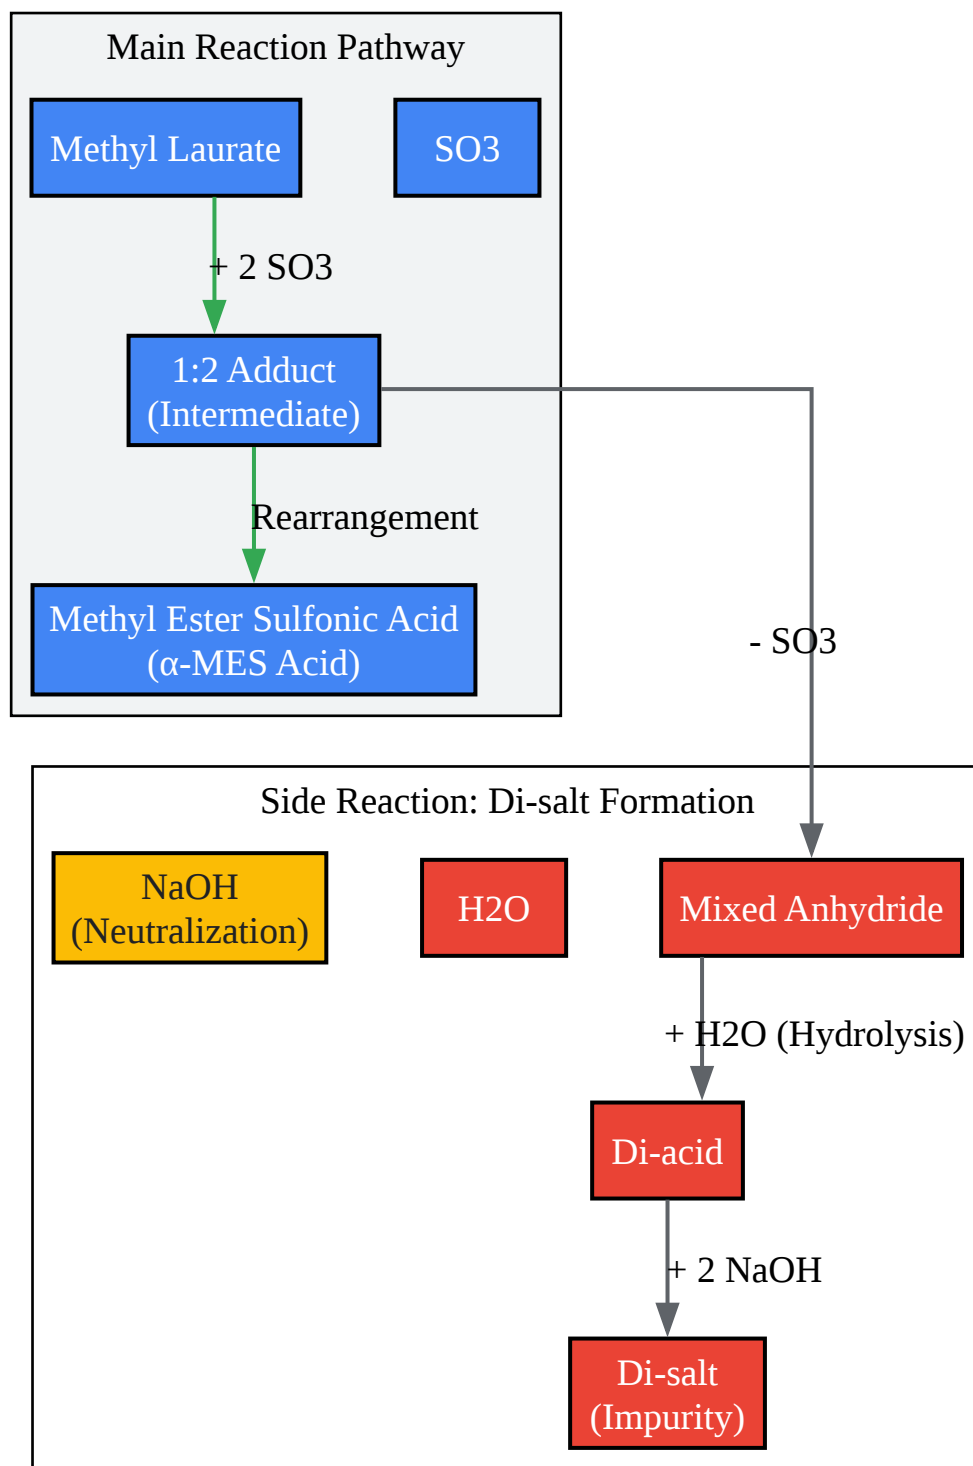 Main Reaction Pathway
Methyl Laurate
SO3
+ 2 SO3
1:2 Adduct
(Intermediate)
Rearrangement
Methyl Ester Sulfonic Acid
(α-MES Acid)
- SO3
Side Reaction: Di-salt Formation
NaOH
(Neutralization)
H2O
Mixed Anhydride
+ H2O (Hydrolysis)
Di-acid
+ 2 NaOH
Di-salt
(Impurity)